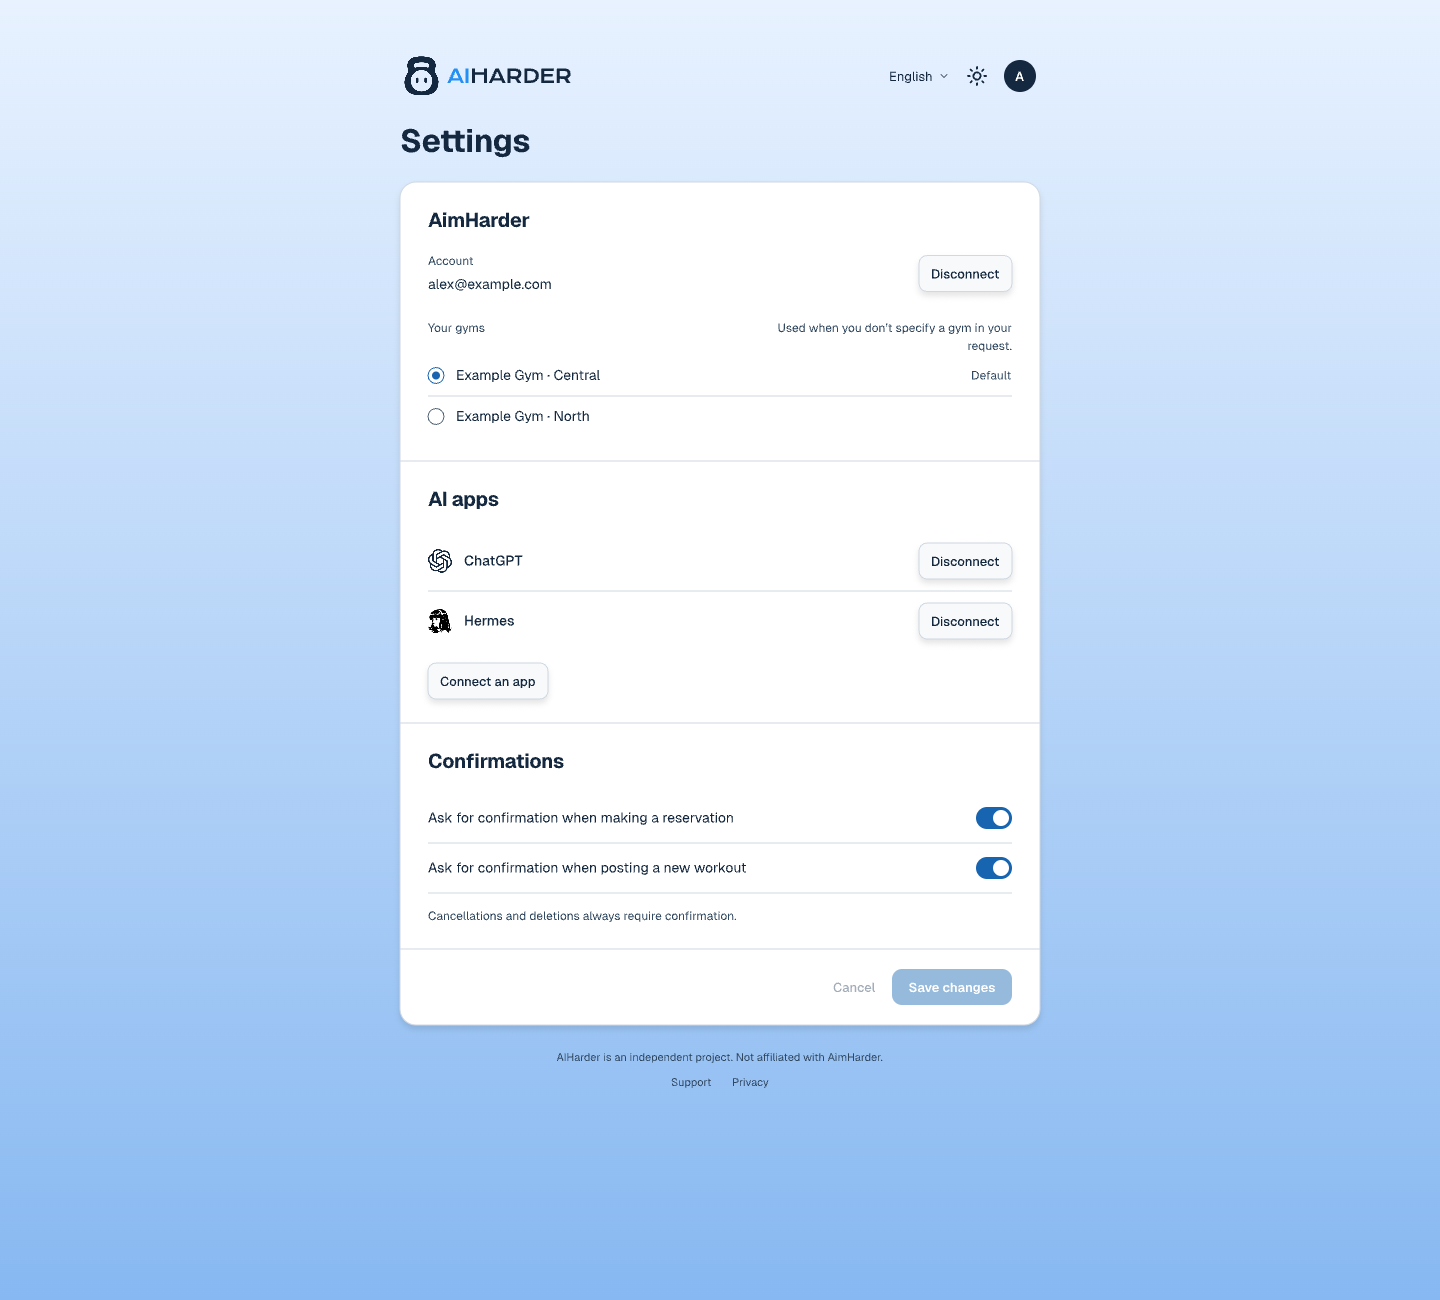 AIHARDER
English
A
Settings
AimHarder
Account
alex@example.com
Disconnect
Your gyms
Used when you don’t specify a gym in your
request.
Example Gym · Central
Default
Example Gym · North
AI apps
ChatGPT
Disconnect
Hermes
Disconnect
Connect an app
Confirmations
Ask for confirmation when making a reservation
Ask for confirmation when posting a new workout
Cancellations and deletions always require confirmation.
Cancel
Save changes
AIHarder is an independent project. Not affiliated with AimHarder.
Support
Privacy